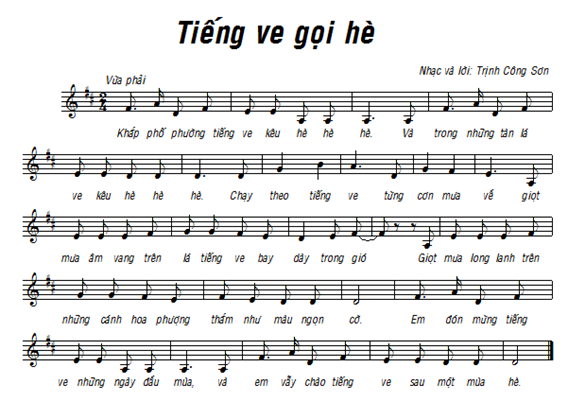 Tiếng ve gọi hè
Nhạc và lời: Trịnh Công Sơn
Vừa phải
2 4
Khắp phố phường tiếng ve kêu hè hè hè. Và trong những tàn lá
ve kêu hè hè hè. Chạy theo tiếng ve từng cơn mưa về giọt
mưa âm vang trên lá tiếng ve bay dây trong gió Giọt mưa long lanh trên
những cánh hoa phượng thắm như màu ngọn cờ. Em đón mừng tiếng
ve những ngày đầu mùa, và em vẫy chào tiếng ve sau một mùa hè.